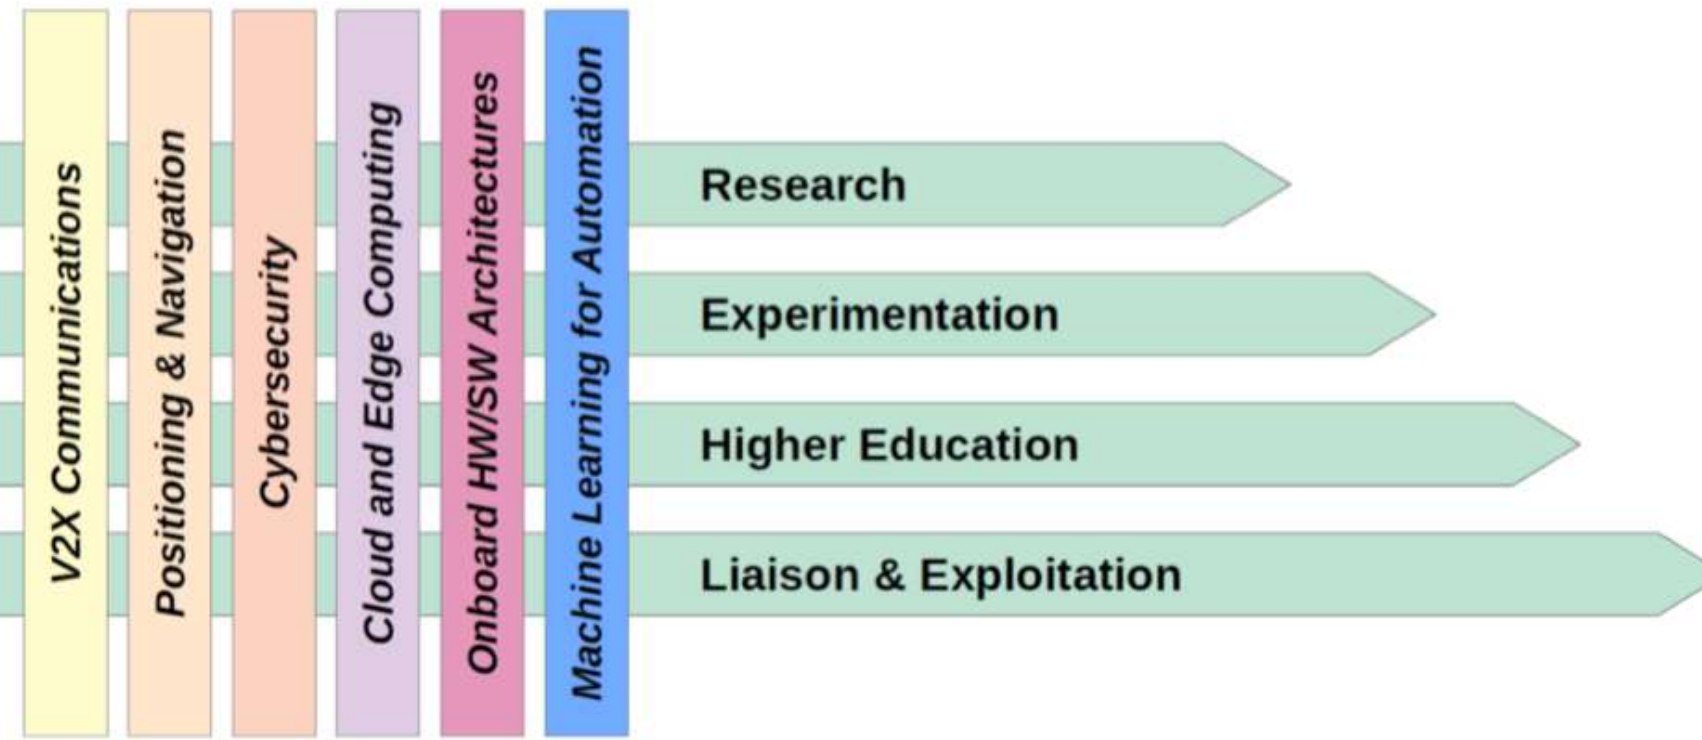 V2X Communications
Positioning & Navigation
Cybersecurity
Cloud and Edge Computing
Onboard HW/SW Architectures
Machine Learning for Automation
Research
Experimentation
Higher Education
Liaison & Exploitation